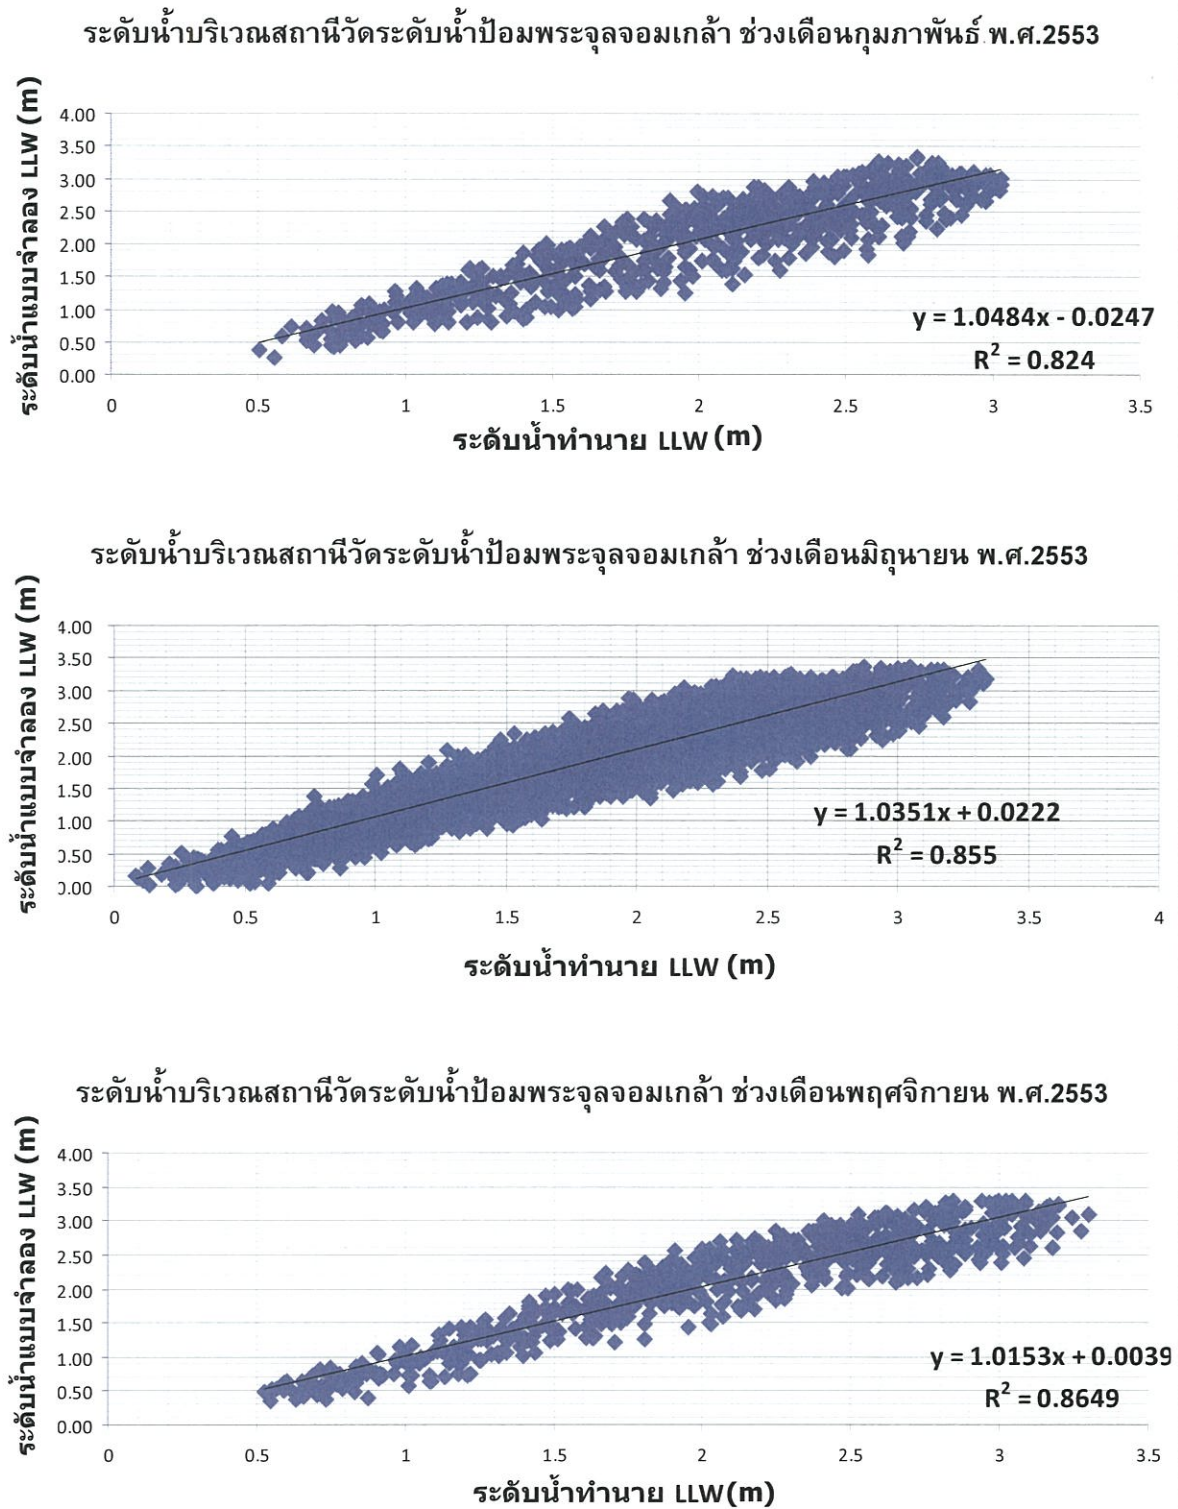 ระดับน้ำบริเวณสถานีวัดระดับน้ำป้อมพระจุลจอมเกล้า ช่วงเดือนกุมภาพันธ์ พ.ศ.2553
ระดับน้ำแบบจำลอง LLW (m)
4.00
3.50
3.00
2.50
2.00
1.50
1.00
0.50
0.00
y = 1.0484x - 0.0247
R² = 0.824
0 0.5 1 1.5 2 2.5 3 3.5
ระดับน้ำทำนาย LLW (m)
ระดับน้ำบริเวณสถานีวัดระดับน้ำป้อมพระจุลจอมเกล้า ช่วงเดือนมิถุนายน พ.ศ.2553
ระดับน้ำแบบจำลอง LLW (m)
4.00
3.50
3.00
2.50
2.00
1.50
1.00
0.50
0.00
y = 1.0351x + 0.0222
R² = 0.855
0 0.5 1 1.5 2 2.5 3 3.5 4
ระดับน้ำทำนาย LLW (m)
ระดับน้ำบริเวณสถานีวัดระดับน้ำป้อมพระจุลจอมเกล้า ช่วงเดือนพฤศจิกายน พ.ศ.2553
ระดับน้ำแบบจำลอง LLW (m)
4.00
3.50
3.00
2.50
2.00
1.50
1.00
0.50
0.00
y = 1.0153x + 0.0039
R² = 0.8649
0 0.5 1 1.5 2 2.5 3 3.5
ระดับน้ำทำนาย LLW(m)